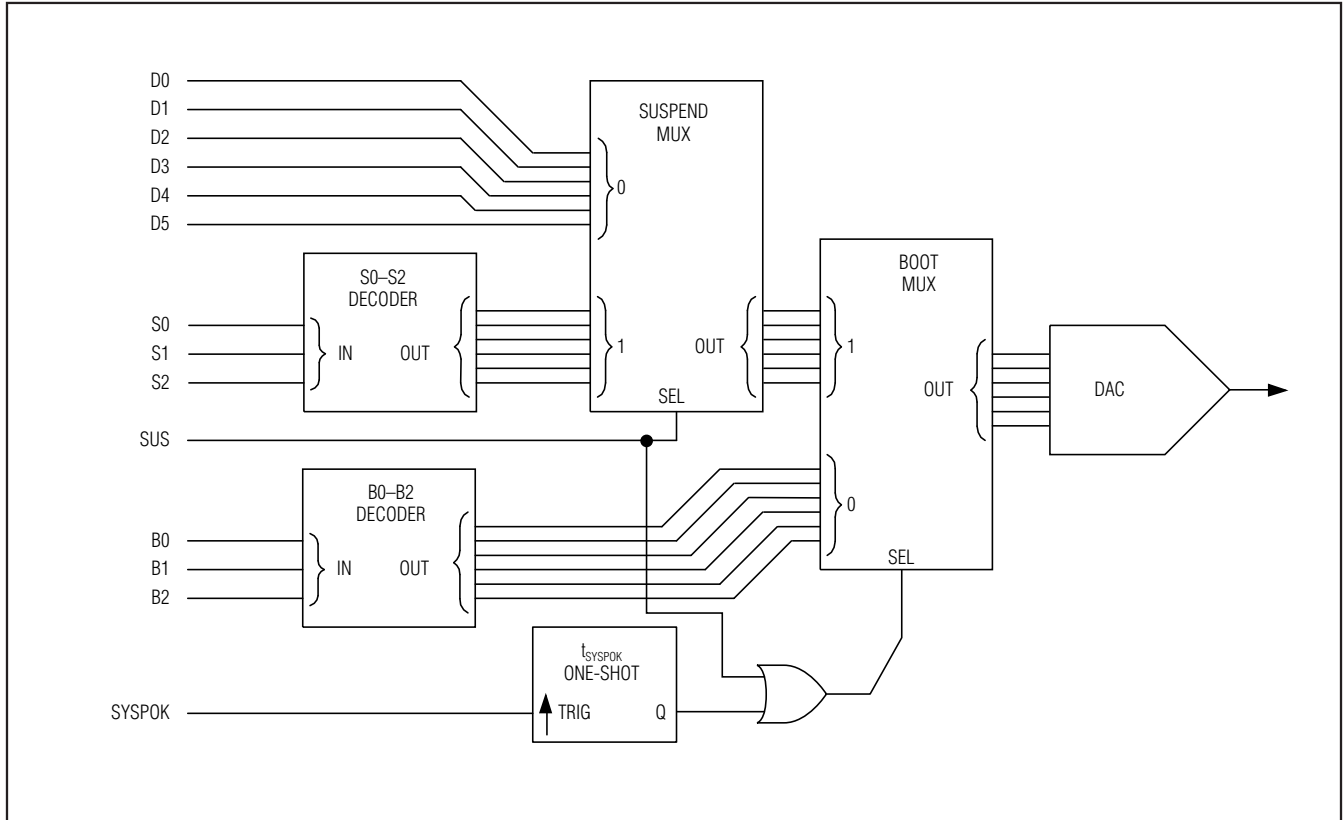 D0
D1
D2
D3
D4
D5
SUSPEND
MUX
0
S0–S2
DECODER
S0
S1
S2
IN
OUT
1
OUT
SEL
SUS
BOOT
MUX
1
OUT
0
SEL
DAC
B0–B2
DECODER
B0
B1
B2
IN
OUT
tSYSPOK
ONE-SHOT
SYSPOK
TRIG
Q